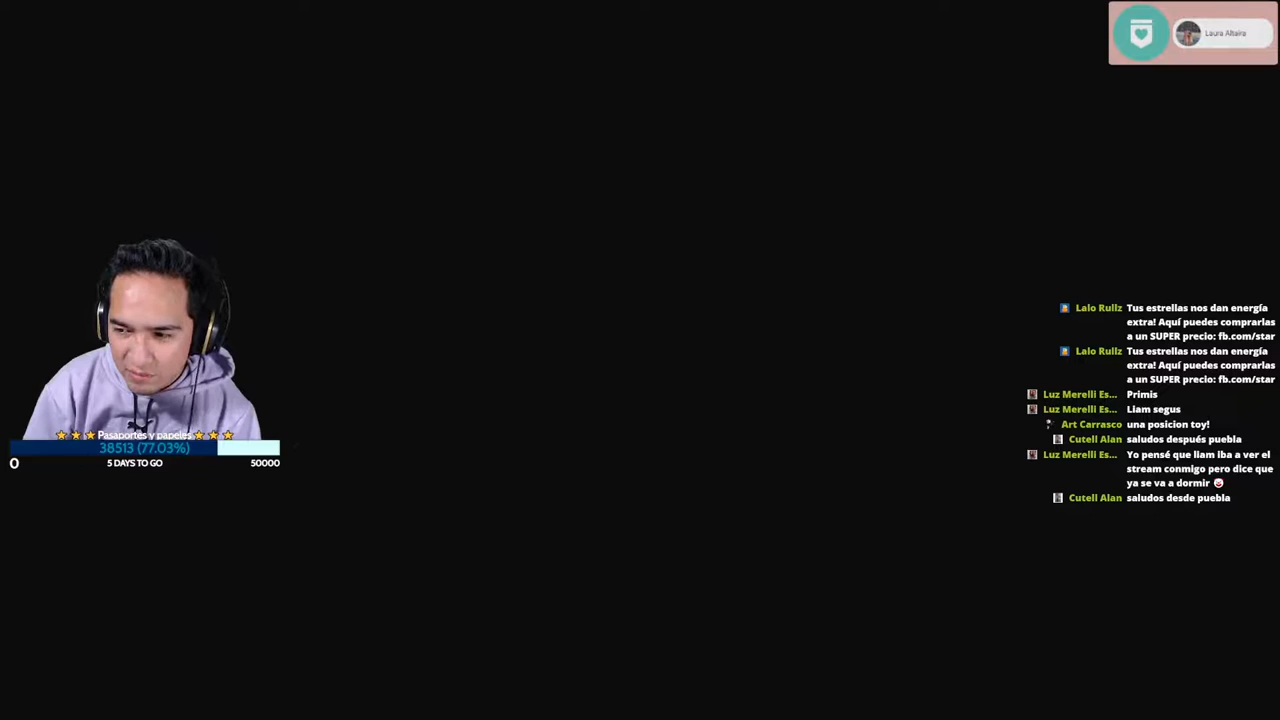 Laura Altaira
Lalo Rullz Tus estrellas nos dan energía
extra! Aquí puedes comprarlas
a un SUPER precio: fb.com/star
Lalo Rullz Tus estrellas nos dan energía
extra! Aquí puedes comprarlas
a un SUPER precio: fb.com/star
Luz Merelli Es... Primis
Luz Merelli Es... Liam segus
Art Carrasco una posicion toy!
Cutell Alan saludos después puebla
Luz Merelli Es... Yo pensé que liam iba a ver el
stream conmigo pero dice que
ya se va a dormir
Cutell Alan saludos desde puebla
Pasaportes y papeles
38513 (77.03%)
0 5 DAYS TO GO 50000